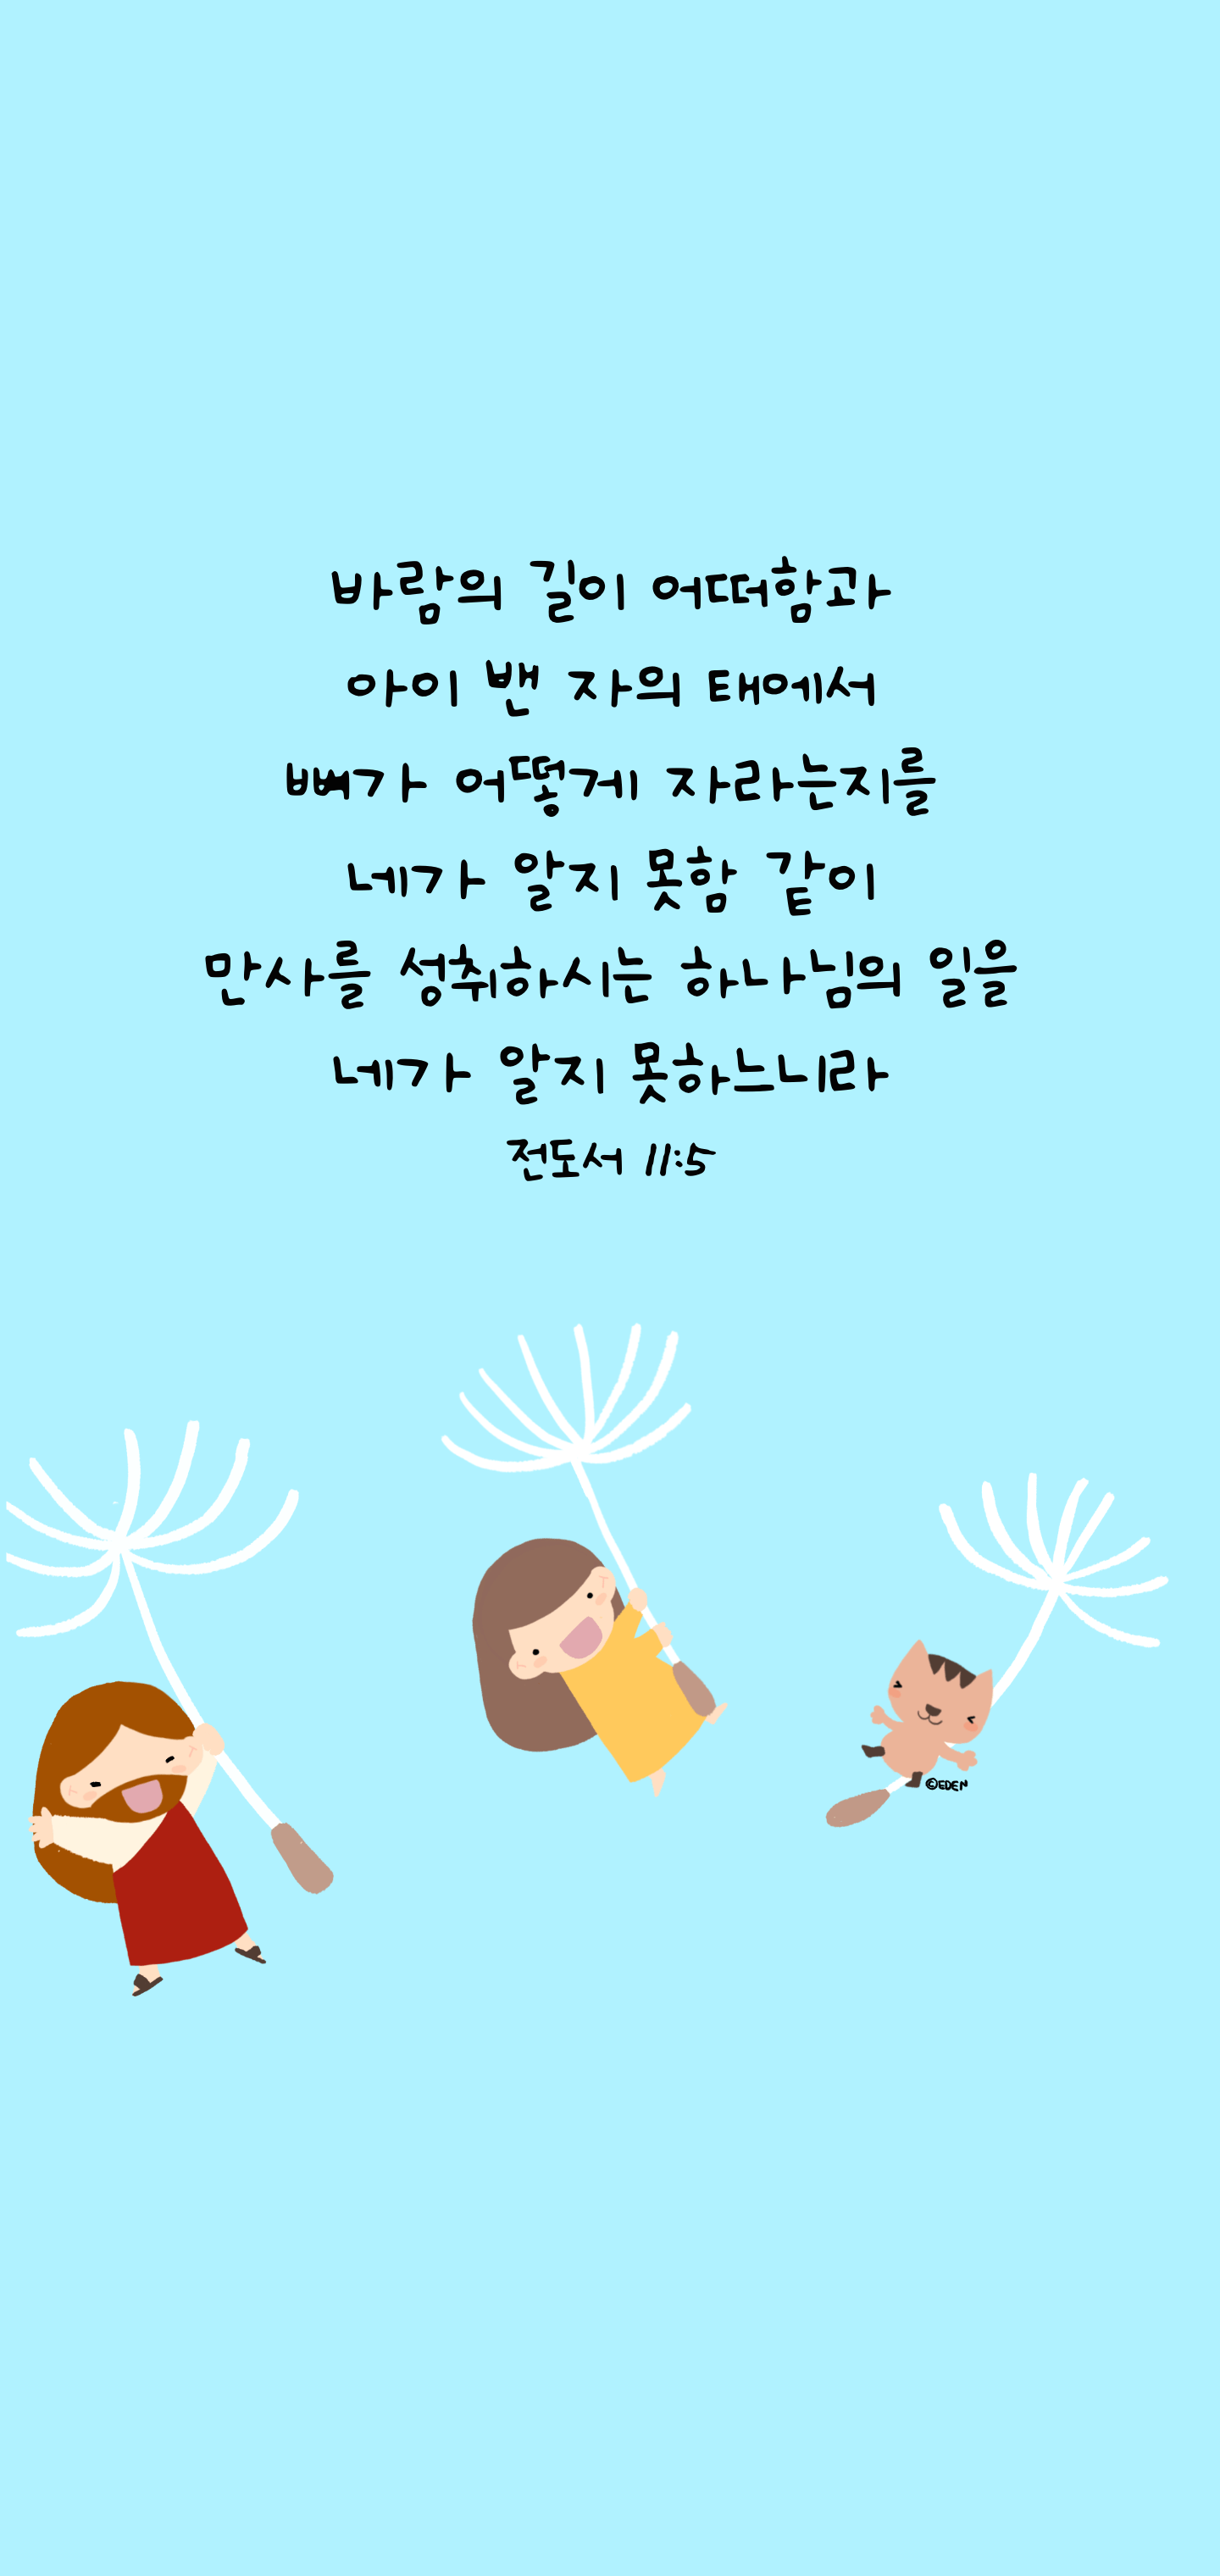 바람의 길이 어떠함과
아이 밴 자의 태에서
뼈가 어떻게 자라는지를
네가 알지 못함 같이
만사를 성취하시는 하나님의 일을
네가 알지 못하느니라
전도서 11:5
©EDEN